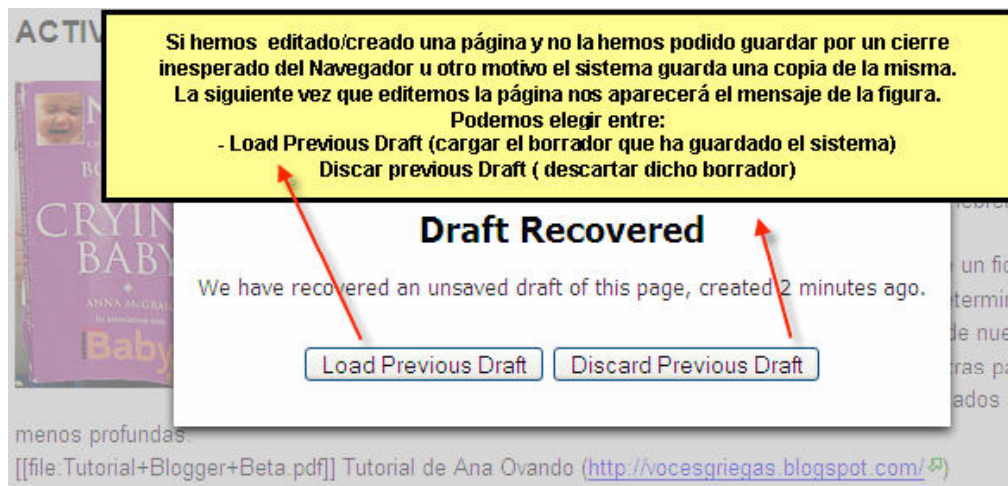 ACTIV
Si hemos editado/creado una página y no la hemos podido guardar por un cierre
inesperado del Navegador u otro motivo el sistema guarda una copia de la misma.
La siguiente vez que editemos la página nos aparecerá el mensaje de la figura.
Podemos elegir entre:
- Load Previous Draft (cargar el borrador que ha guardado el sistema)
Discar previous Draft ( descartar dicho borrador)
CRYIN
BABY
ANNA McGRAI
Baby
Draft Recovered
un fic
We have recovered an unsaved draft of this page, created 2 minutes ago.
termin
de nue
Load Previous Draft Discard Previous Draft
tras pa
ados
menos profundas.
[[file:Tutorial+Blogger+Beta.pdf]] Tutorial de Ana Ovando (http://vocesgriegas.blogspot.com/)